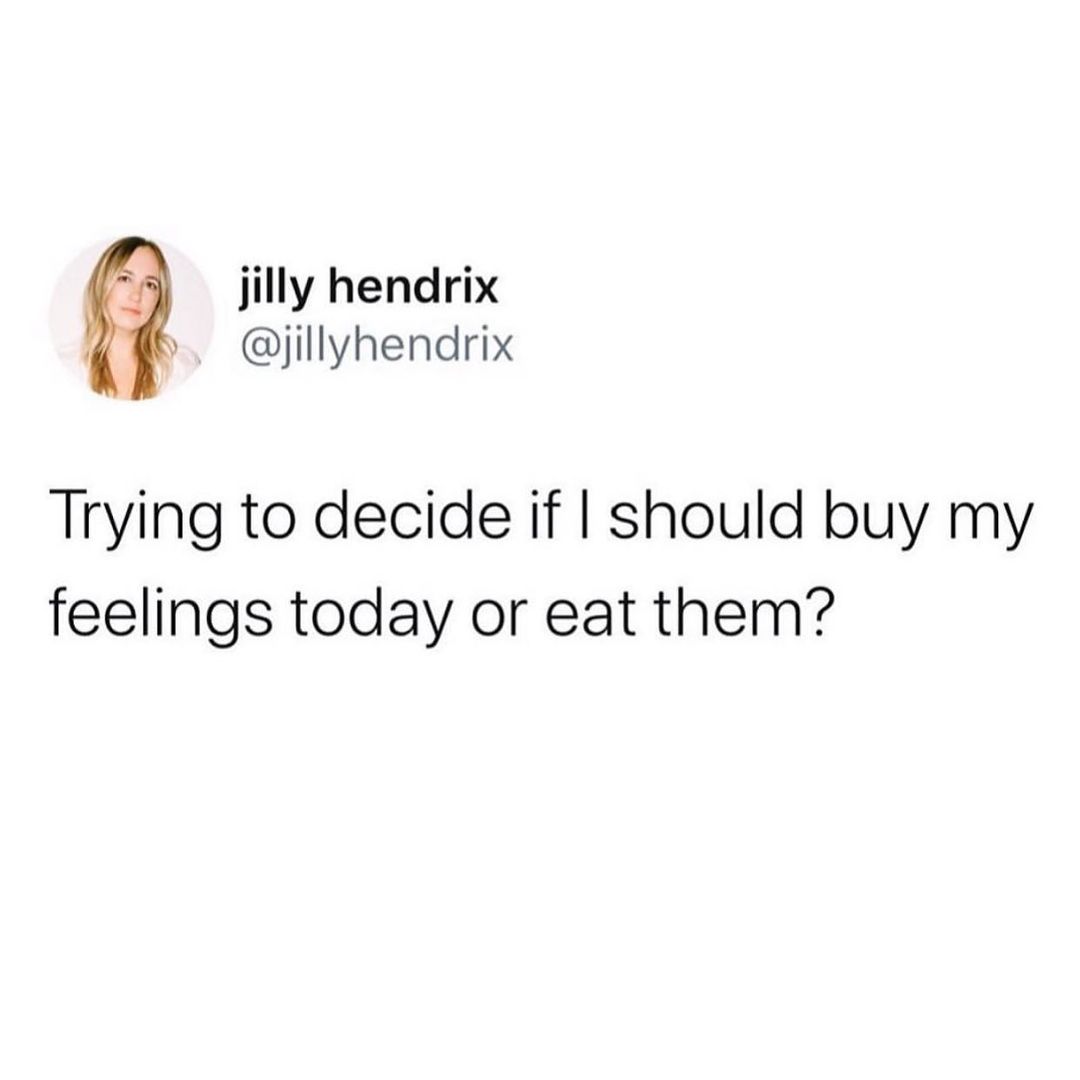 jilly hendrix
@jillyhendrix
Trying to decide if I should buy my
feelings today or eat them?